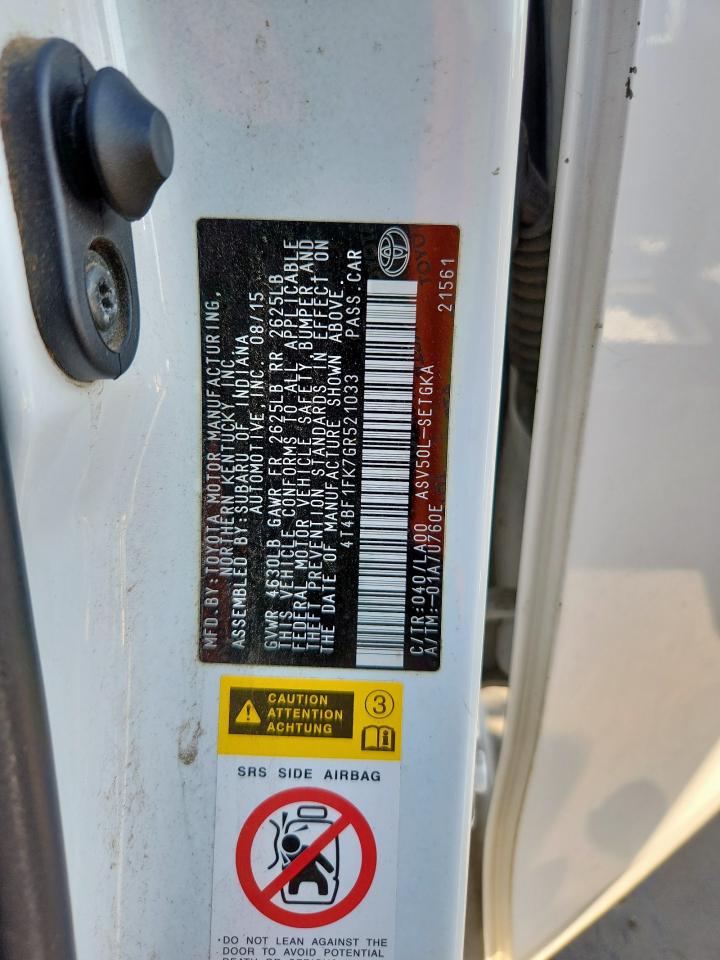 MFD.BY:TOYOTA MOTOR MANUFACTURING,
NORTHERN KENTUCKY, INC.
ASSEMBLED BY:SUBARU OF INDIANA
AUTOMOTIVE, INC. 08/15
GVWR 4630LB GAWR FR 2625LB RR 2625LB
THIS VEHICLE CONFORMS TO ALL APPLICABLE
FEDERAL MOTOR VEHICLE SAFETY,BUMPER,AND
THEFT PREVENTION STANDARDS IN EFFECT ON
THE DATE OF MANUFACTURE SHOWN ABOVE.
4T4BF1FK7GR521033 PASS.CAR
C/TR:040/LA00 ASV50L-SETGKA
A/TM:-01A/U760E
21561
CAUTION
ATTENTION
ACHTUNG
3
SRS SIDE AIRBAG
·DO NOT LEAN AGAINST THE
DOOR TO AVOID POTENTIAL